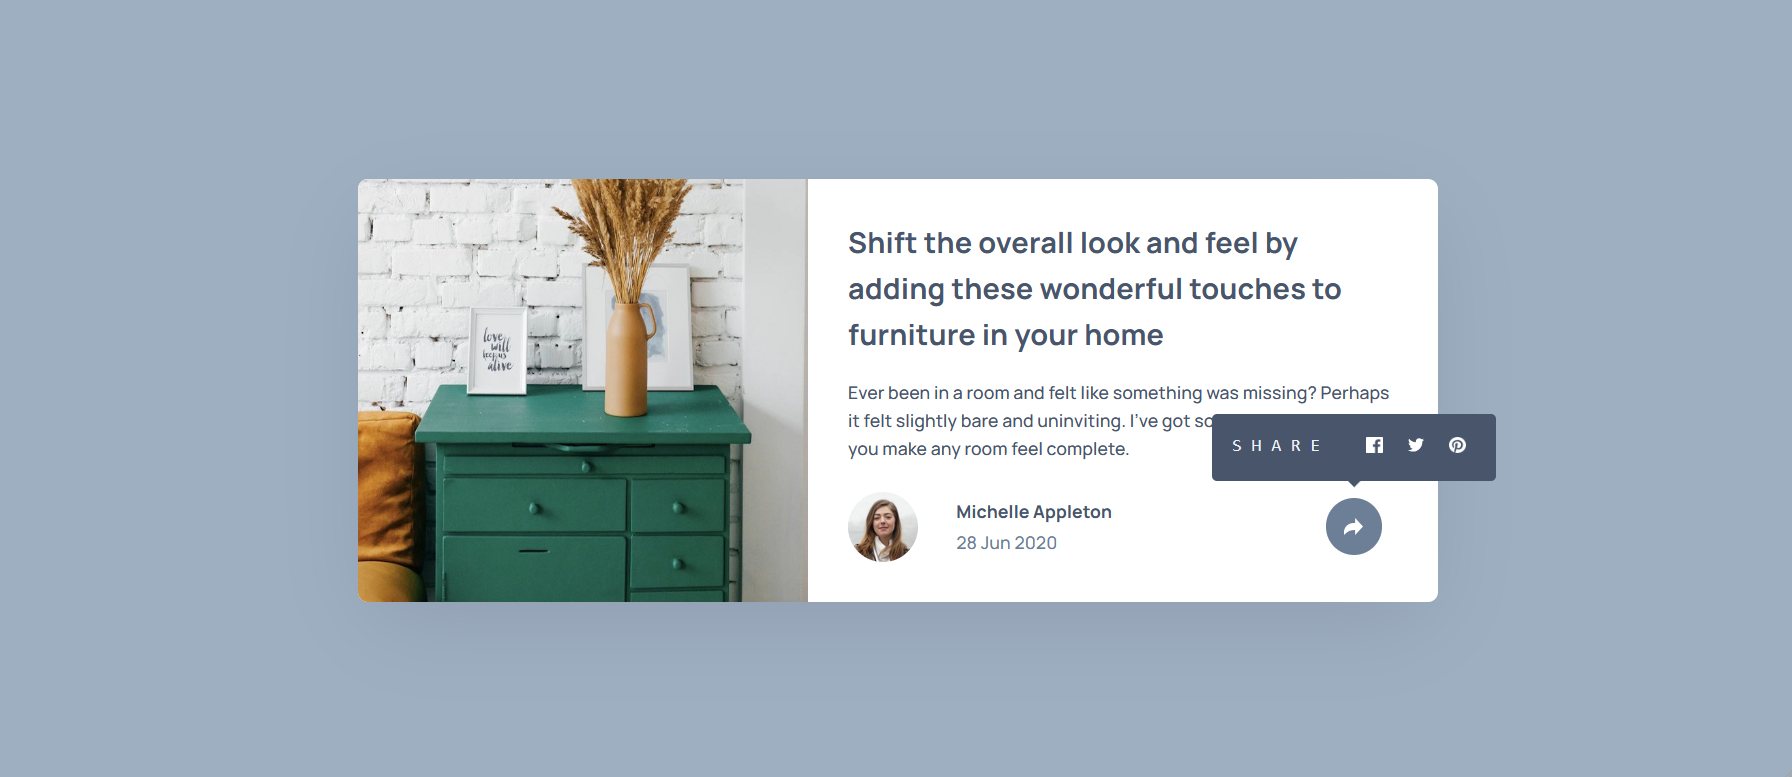 love
will
keep us
alive
Shift the overall look and feel by
adding these wonderful touches to
furniture in your home
Ever been in a room and felt like something was missing? Perhaps
it felt slightly bare and uninviting. I've got
you make any room feel complete.
SHARE
Michelle Appleton
28 Jun 2020